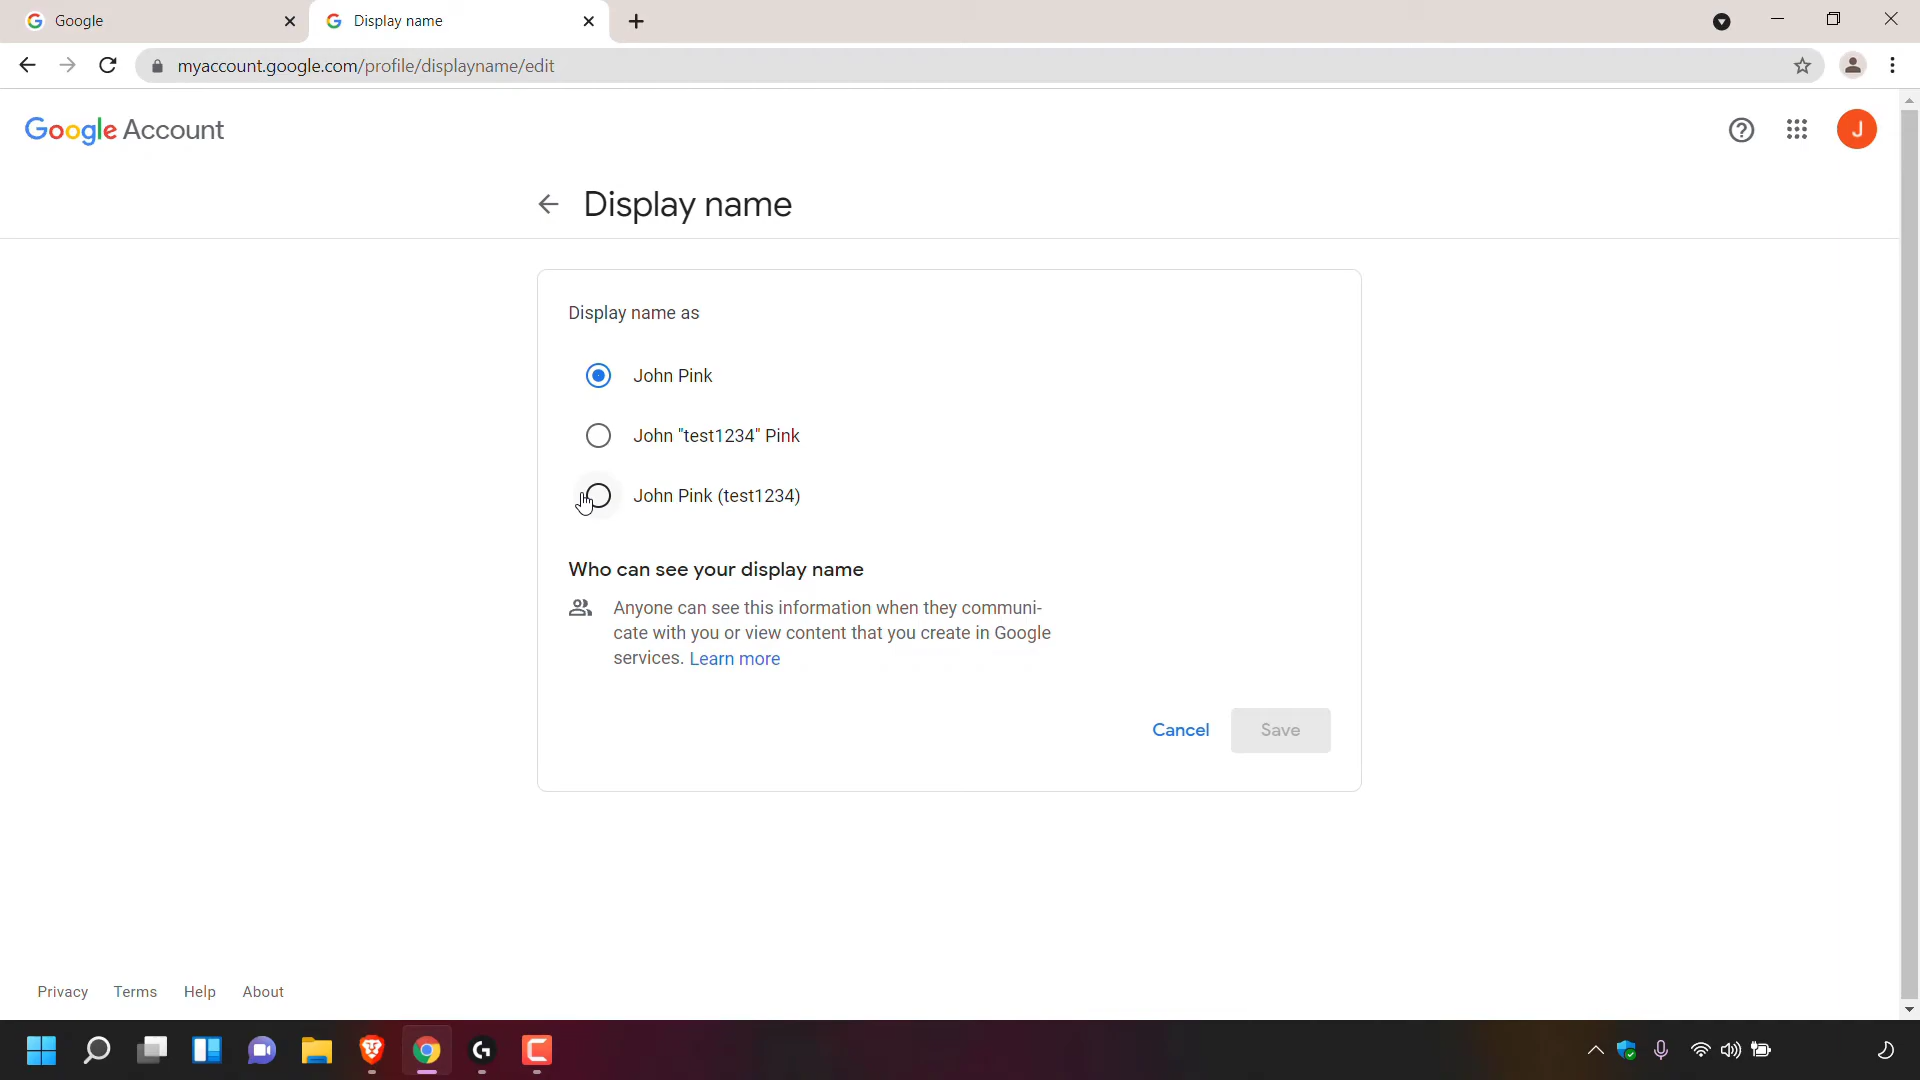 Google
Display name
myaccount.google.com/profile/displayname/edit
Google Account
J
Display name
Display name as
John Pink
John "test1234" Pink
John Pink (test1234)
Who can see your display name
Anyone can see this information when they communi-
cate with you or view content that you create in Google
services. Learn more
Cancel
Save
Privacy
Terms
Help
About